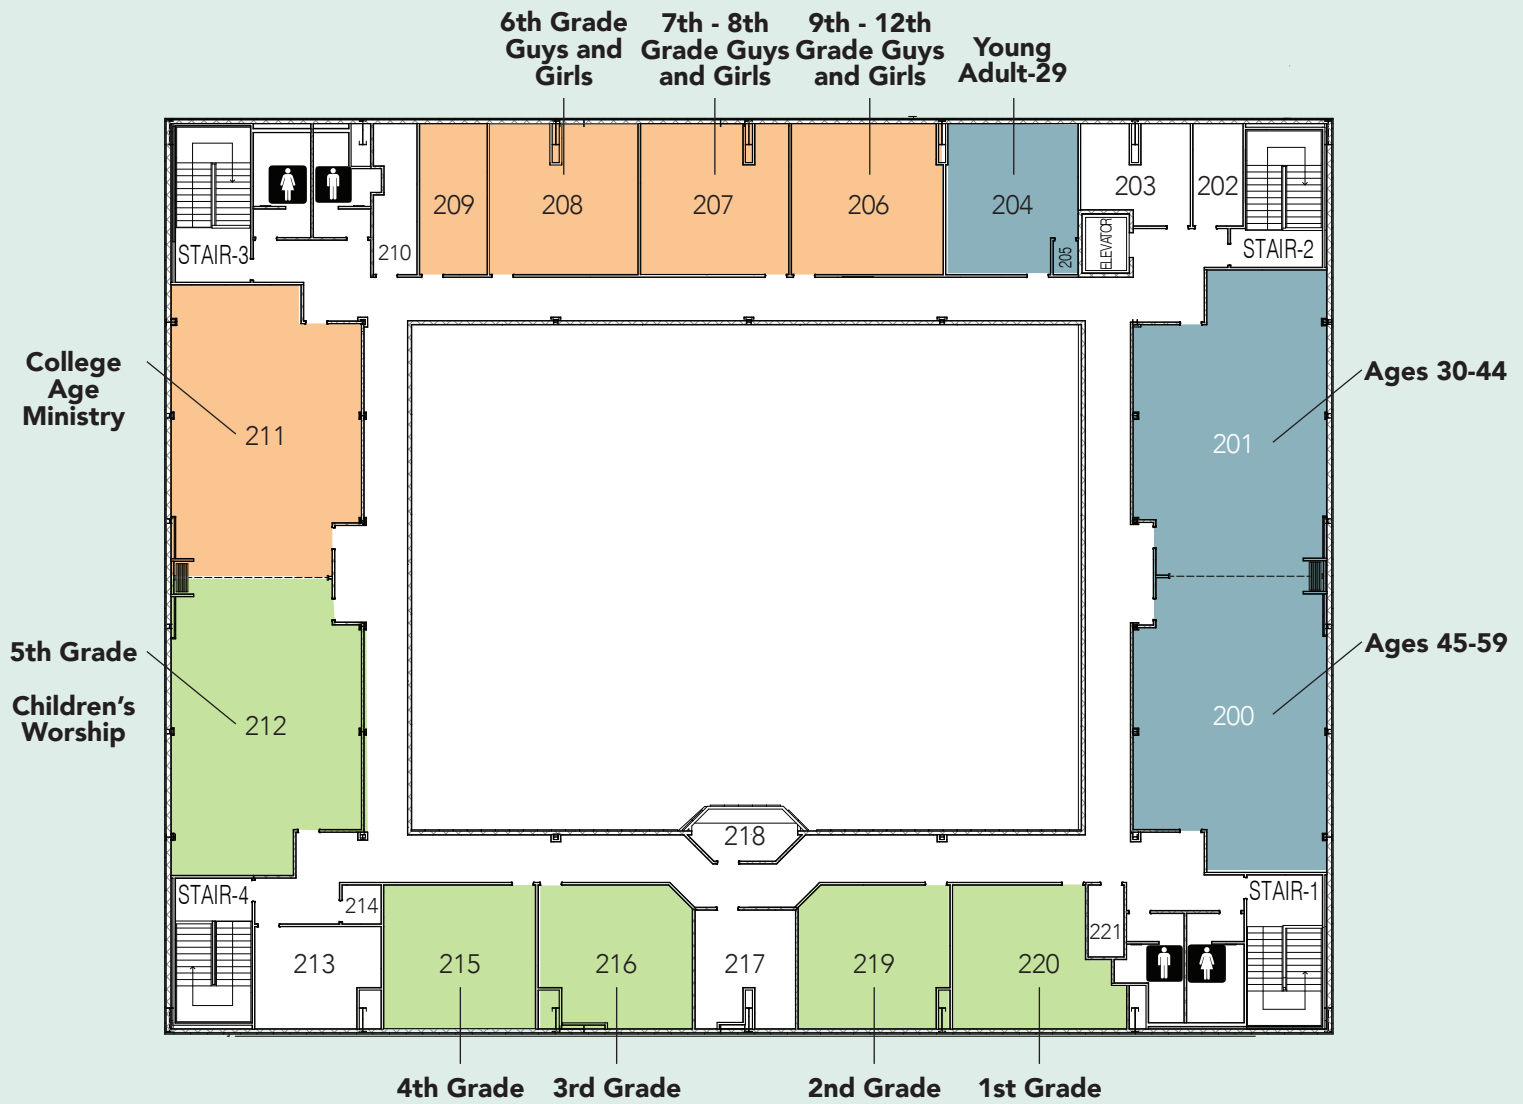 6th Grade
Guys and
Girls
7th - 8th
Grade Guys
and Girls
9th - 12th
Grade Guys
and Girls
Young
Adult-29
STAIR-3
210
209
208
207
206
204
205
ELEVATOR
203
202
STAIR-2
College
Age
Ministry
211
201
Ages 30-44
5th Grade
Children's
Worship
212
200
Ages 45-59
218
STAIR-4
214
213
215
216
217
219
220
221
STAIR-1
4th Grade
3rd Grade
2nd Grade
1st Grade